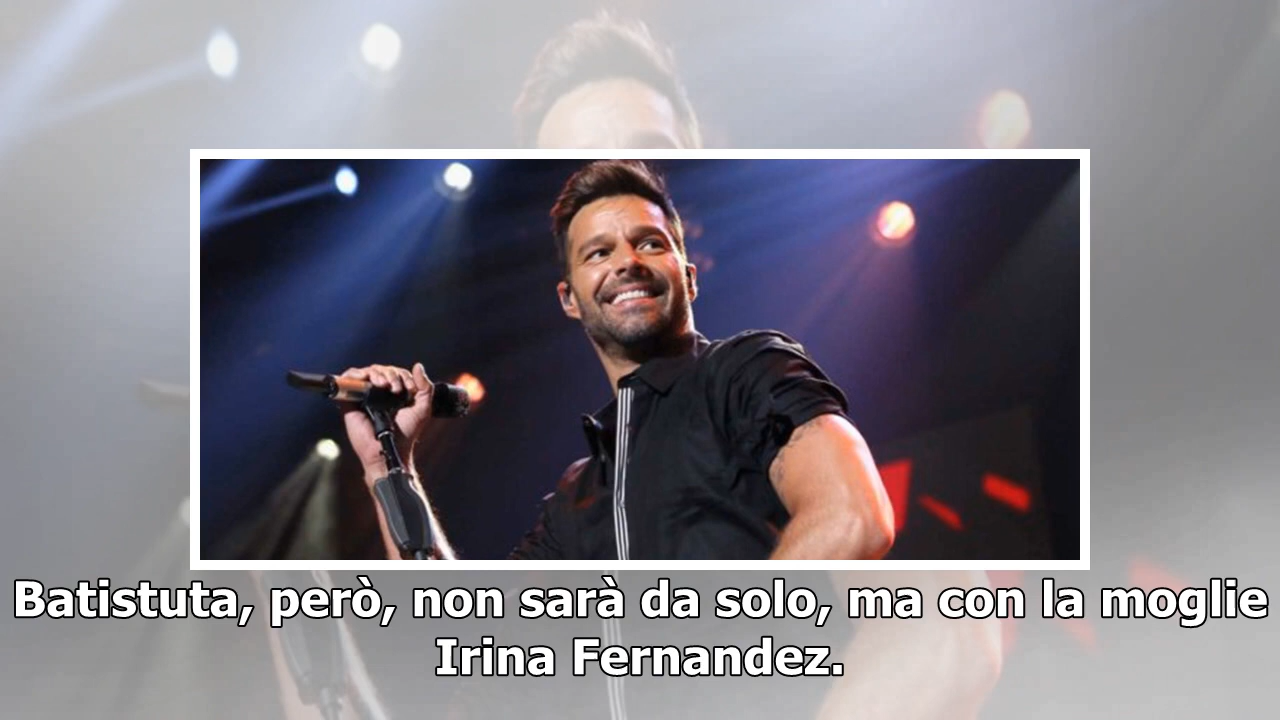 Batistuta, però, non sarà da solo, ma con la moglie
Irina Fernandez.